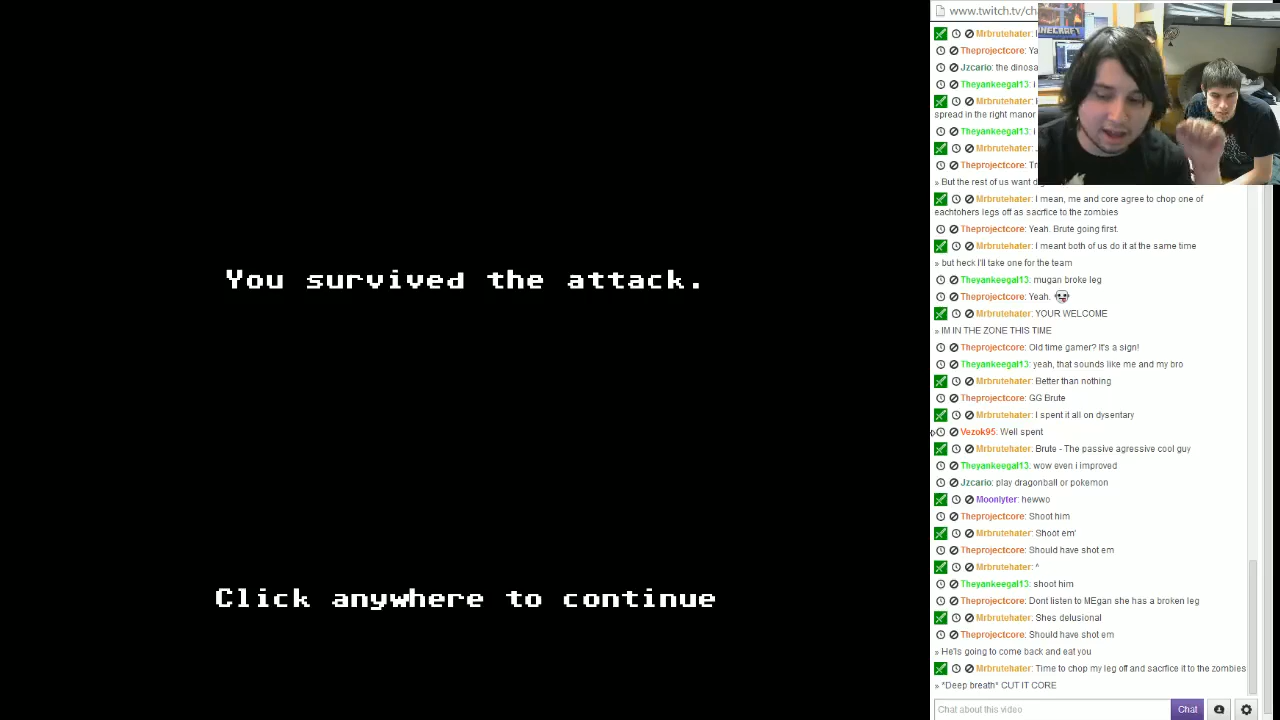 www.twitch.tv/ch
MINECRAFT
Mrbrutehater:
Theprojectcore: Ya
Jzcario: the dinosa
Theyankeegal13: i
Mrbrutehater:
spread in the right manor
Theyankeegal13: i
Mrbrutehater:
Theprojectcore: Tr
» But the rest of us want
Mrbrutehater: I mean, me and core agree to chop one of
eachtohers legs off as sacrfice to the zombies
Theprojectcore: Yeah. Brute going first.
Mrbrutehater: I meant both of us do it at the same time
» but heck I'll take one for the team
Theyankeegal13: mugan broke leg
Theprojectcore: Yeah.
Mrbrutehater: YOUR WELCOME
» IM IN THE ZONE THIS TIME
Theprojectcore: Old time gamer? It's a sign!
Theyankeegal13: yeah, that sounds like me and my bro
Mrbrutehater: Better than nothing
Theprojectcore: GG Brute
Mrbrutehater: I spent it all on dysentary
Vezok95: Well spent
Mrbrutehater: Brute - The passive agressive cool guy
Theyankeegal13: wow even i improved
Jzcario: play dragonball or pokemon
Moonlyter: hewwo
Theprojectcore: Shoot him
Mrbrutehater: Shoot em'
Theprojectcore: Should have shot em
Mrbrutehater: ^
Theyankeegal13: shoot him
Theprojectcore: Dont listen to MEgan she has a broken leg
Mrbrutehater: Shes delusional
Theprojectcore: Should have shot em
» He'ls going to come back and eat you
Mrbrutehater: Time to chop my leg off and sacrfice it to the zombies
» *Deep breath* CUT IT CORE
Chat about this video
Chat
You survived the attack.
Click anywhere to continue